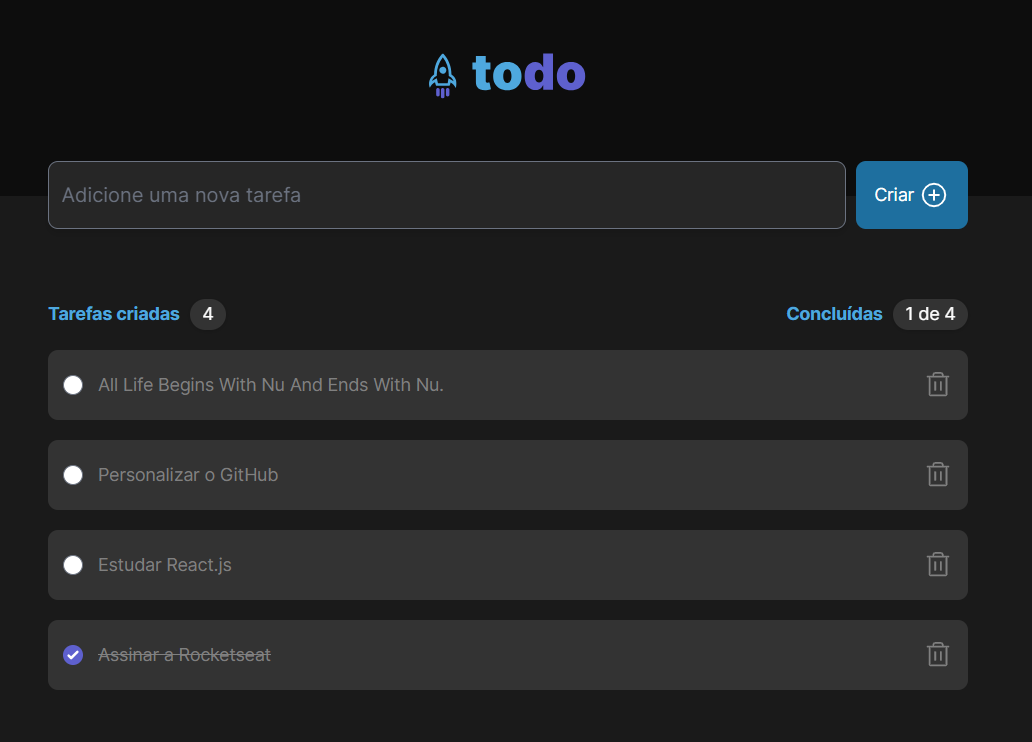 todo
Adicione uma nova tarefa
Criar
Tarefas criadas 4
Concluídas 1 de 4
All Life Begins With Nu And Ends With Nu.
Personalizar o GitHub
Estudar React.js
Assinar a Rocketseat